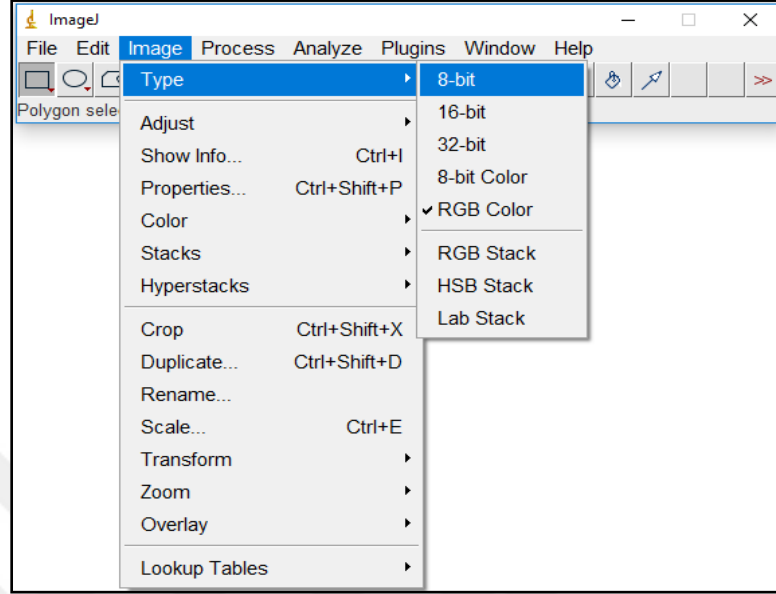 ImageJ
File Edit Image Process Analyze Plugins Window Help
Polygon sele
Type
Adjust
Show Info... Ctrl+I
Properties... Ctrl+Shift+P
Color
Stacks
Hyperstacks
Crop Ctrl+Shift+X
Duplicate... Ctrl+Shift+D
Rename...
Scale... Ctrl+E
Transform
Zoom
Overlay
Lookup Tables
8-bit
16-bit
32-bit
8-bit Color
RGB Color
RGB Stack
HSB Stack
Lab Stack